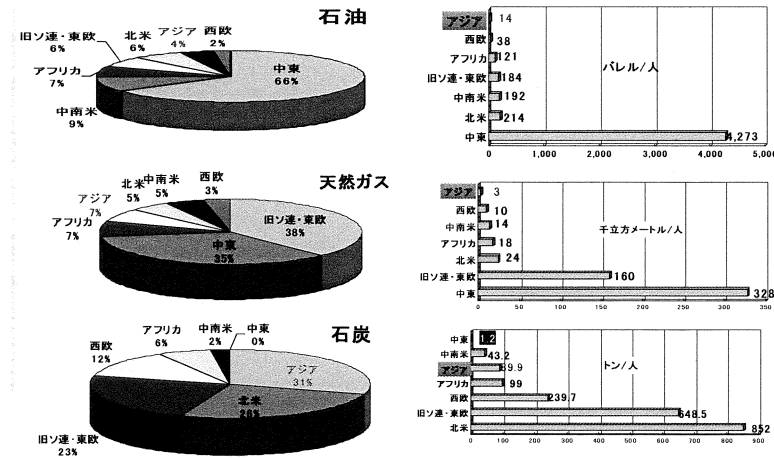 石油
旧ソ連・東欧
6%
北米
6%
アジア
4%
西欧
2%
アフリカ
7%
中東
66%
中南米
9%
アジア 14
西欧 38
アフリカ 121
旧ソ連・東欧 184
中南米 192
北米 214
中東 4,273
バレル/人
0 1,000 2,000 3,000 4,000 5,000
天然ガス
北米
5%
中南米
5%
西欧
3%
アジア
7%
アフリカ
7%
旧ソ連・東欧
38%
中東
35%
アジア 3
西欧 10
中南米 14
アフリカ 18
北米 24
旧ソ連・東欧 160
中東 328
千立方メートル/人
0 50 100 150 200 250 300 350
石炭
西欧
12%
アフリカ
6%
中南米
2%
中東
0%
アジア
31%
北米
26%
旧ソ連・東欧
23%
中東 1.2
中南米 43.2
アジア 89.9
アフリカ 99
西欧 239.7
旧ソ連・東欧 648.5
北米 852
トン/人
0 100 200 300 400 500 600 700 800 900